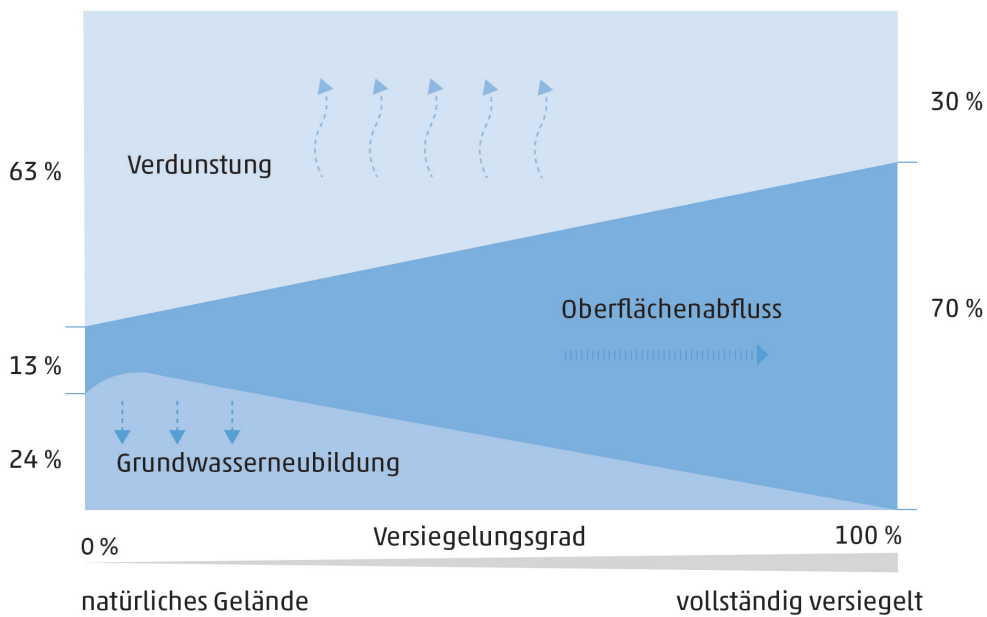 30 %
Verdunstung
63 %
Oberflächenabfluss
70 %
13 %
24 %
Grundwasserneubildung
0 %
Versiegelungsgrad
100 %
natürliches Gelände
vollständig versiegelt